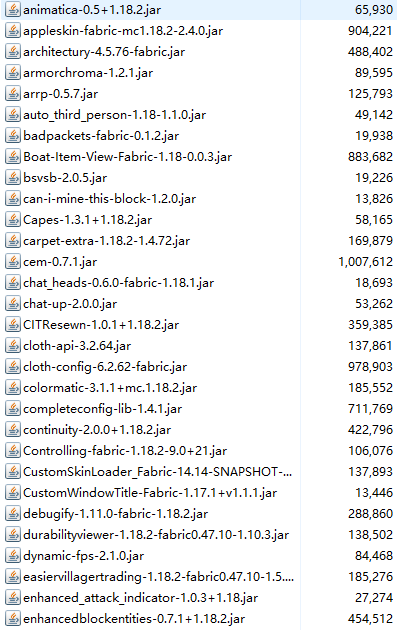 animatica-0.5+1.18.2.jar 65,930
appleskin-fabric-mc1.18.2-2.4.0.jar 904,221
architectury-4.5.76-fabric.jar 488,402
armorchroma-1.2.1.jar 89,595
arrp-0.5.7.jar 125,793
auto_third_person-1.18-1.1.0.jar 49,142
badpackets-fabric-0.1.2.jar 19,938
Boat-Item-View-Fabric-1.18-0.0.3.jar 883,682
bsvsb-2.0.5.jar 19,226
can-i-mine-this-block-1.2.0.jar 13,826
Capes-1.3.1+1.18.2.jar 58,165
carpet-extra-1.18.2-1.4.72.jar 169,879
cem-0.7.1.jar 1,007,612
chat_heads-0.6.0-fabric-1.18.1.jar 18,693
chat-up-2.0.0.jar 53,262
CITResewn-1.0.1+1.18.2.jar 359,385
cloth-api-3.2.64.jar 137,861
cloth-config-6.2.62-fabric.jar 978,903
colormatic-3.1.1+mc.1.18.2.jar 185,552
completeconfig-lib-1.4.1.jar 711,769
continuity-2.0.0+1.18.2.jar 422,796
Controlling-fabric-1.18.2-9.0+21.jar 106,076
CustomSkinLoader_Fabric-14.14-SNAPSHOT-... 137,893
CustomWindowTitle-Fabric-1.17.1+v1.1.1.jar 13,446
debugify-1.11.0-fabric-1.18.2.jar 288,860
durabilityviewer-1.18.2-fabric0.47.10-1.10.3.jar 138,502
dynamic-fps-2.1.0.jar 84,468
easiervillagertrading-1.18.2-fabric0.47.10-1.5.... 185,276
enhanced_attack_indicator-1.0.3+1.18.jar 27,274
enhancedblockentities-0.7.1+1.18.2.jar 454,512